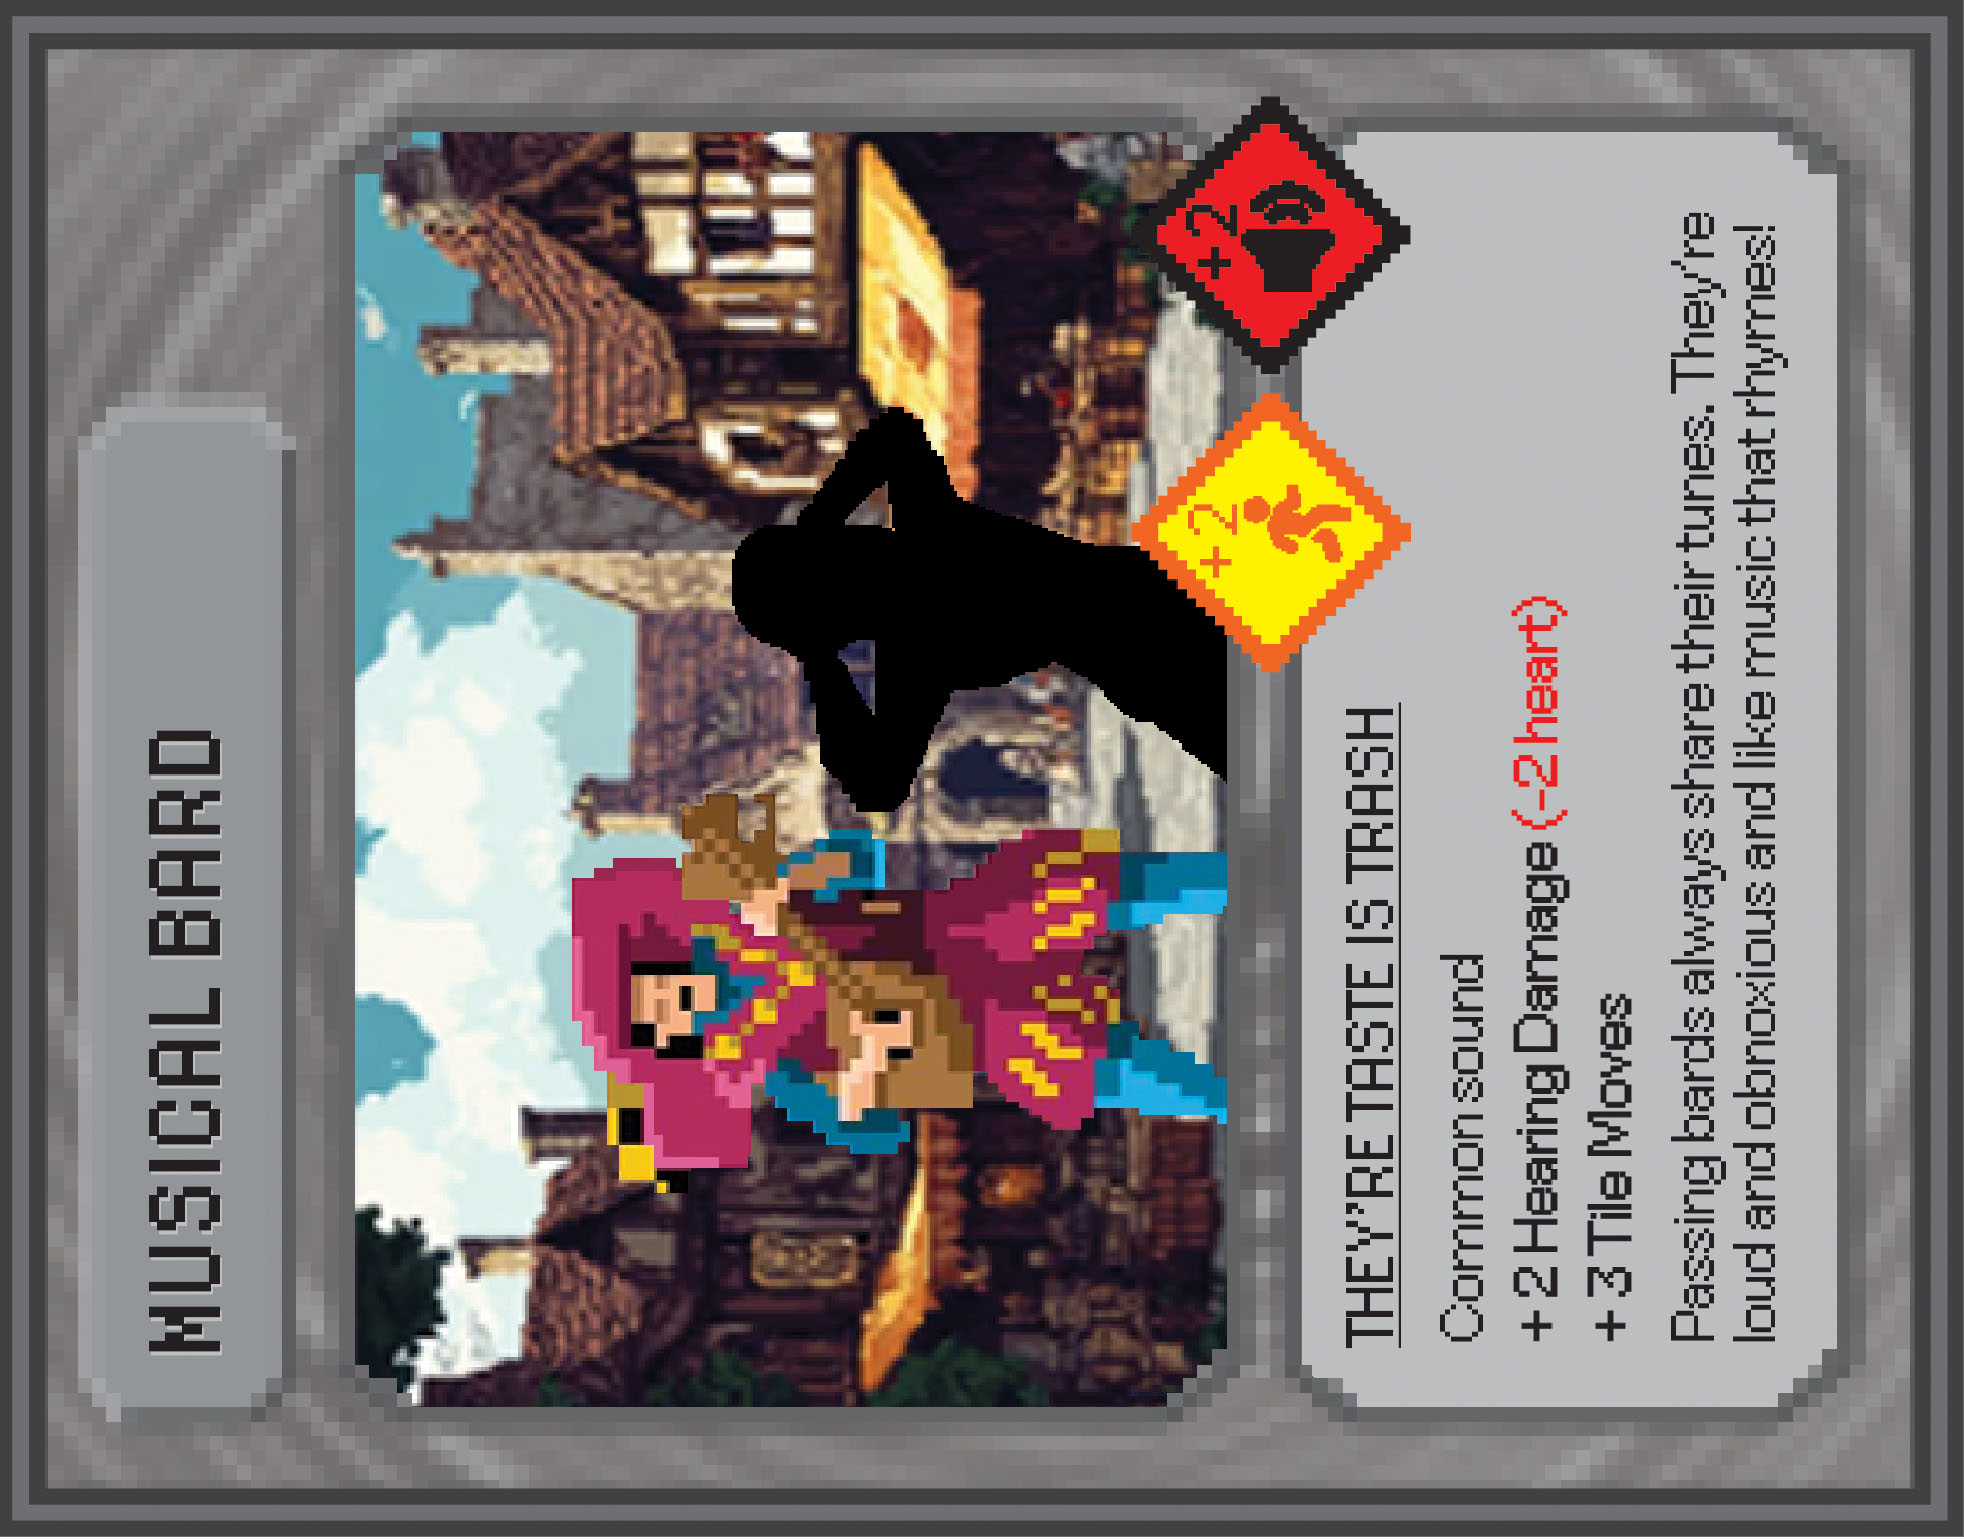 MUSICAL BARD
+2
+2
THEY'RE TASTE IS TRASH
Common sound
+ 2 Hearing Damage (-2 heart)
+ 3 Tile Moves
Passing bards always share their tunes. They're
loud and obnoxious and like music that rhymes!